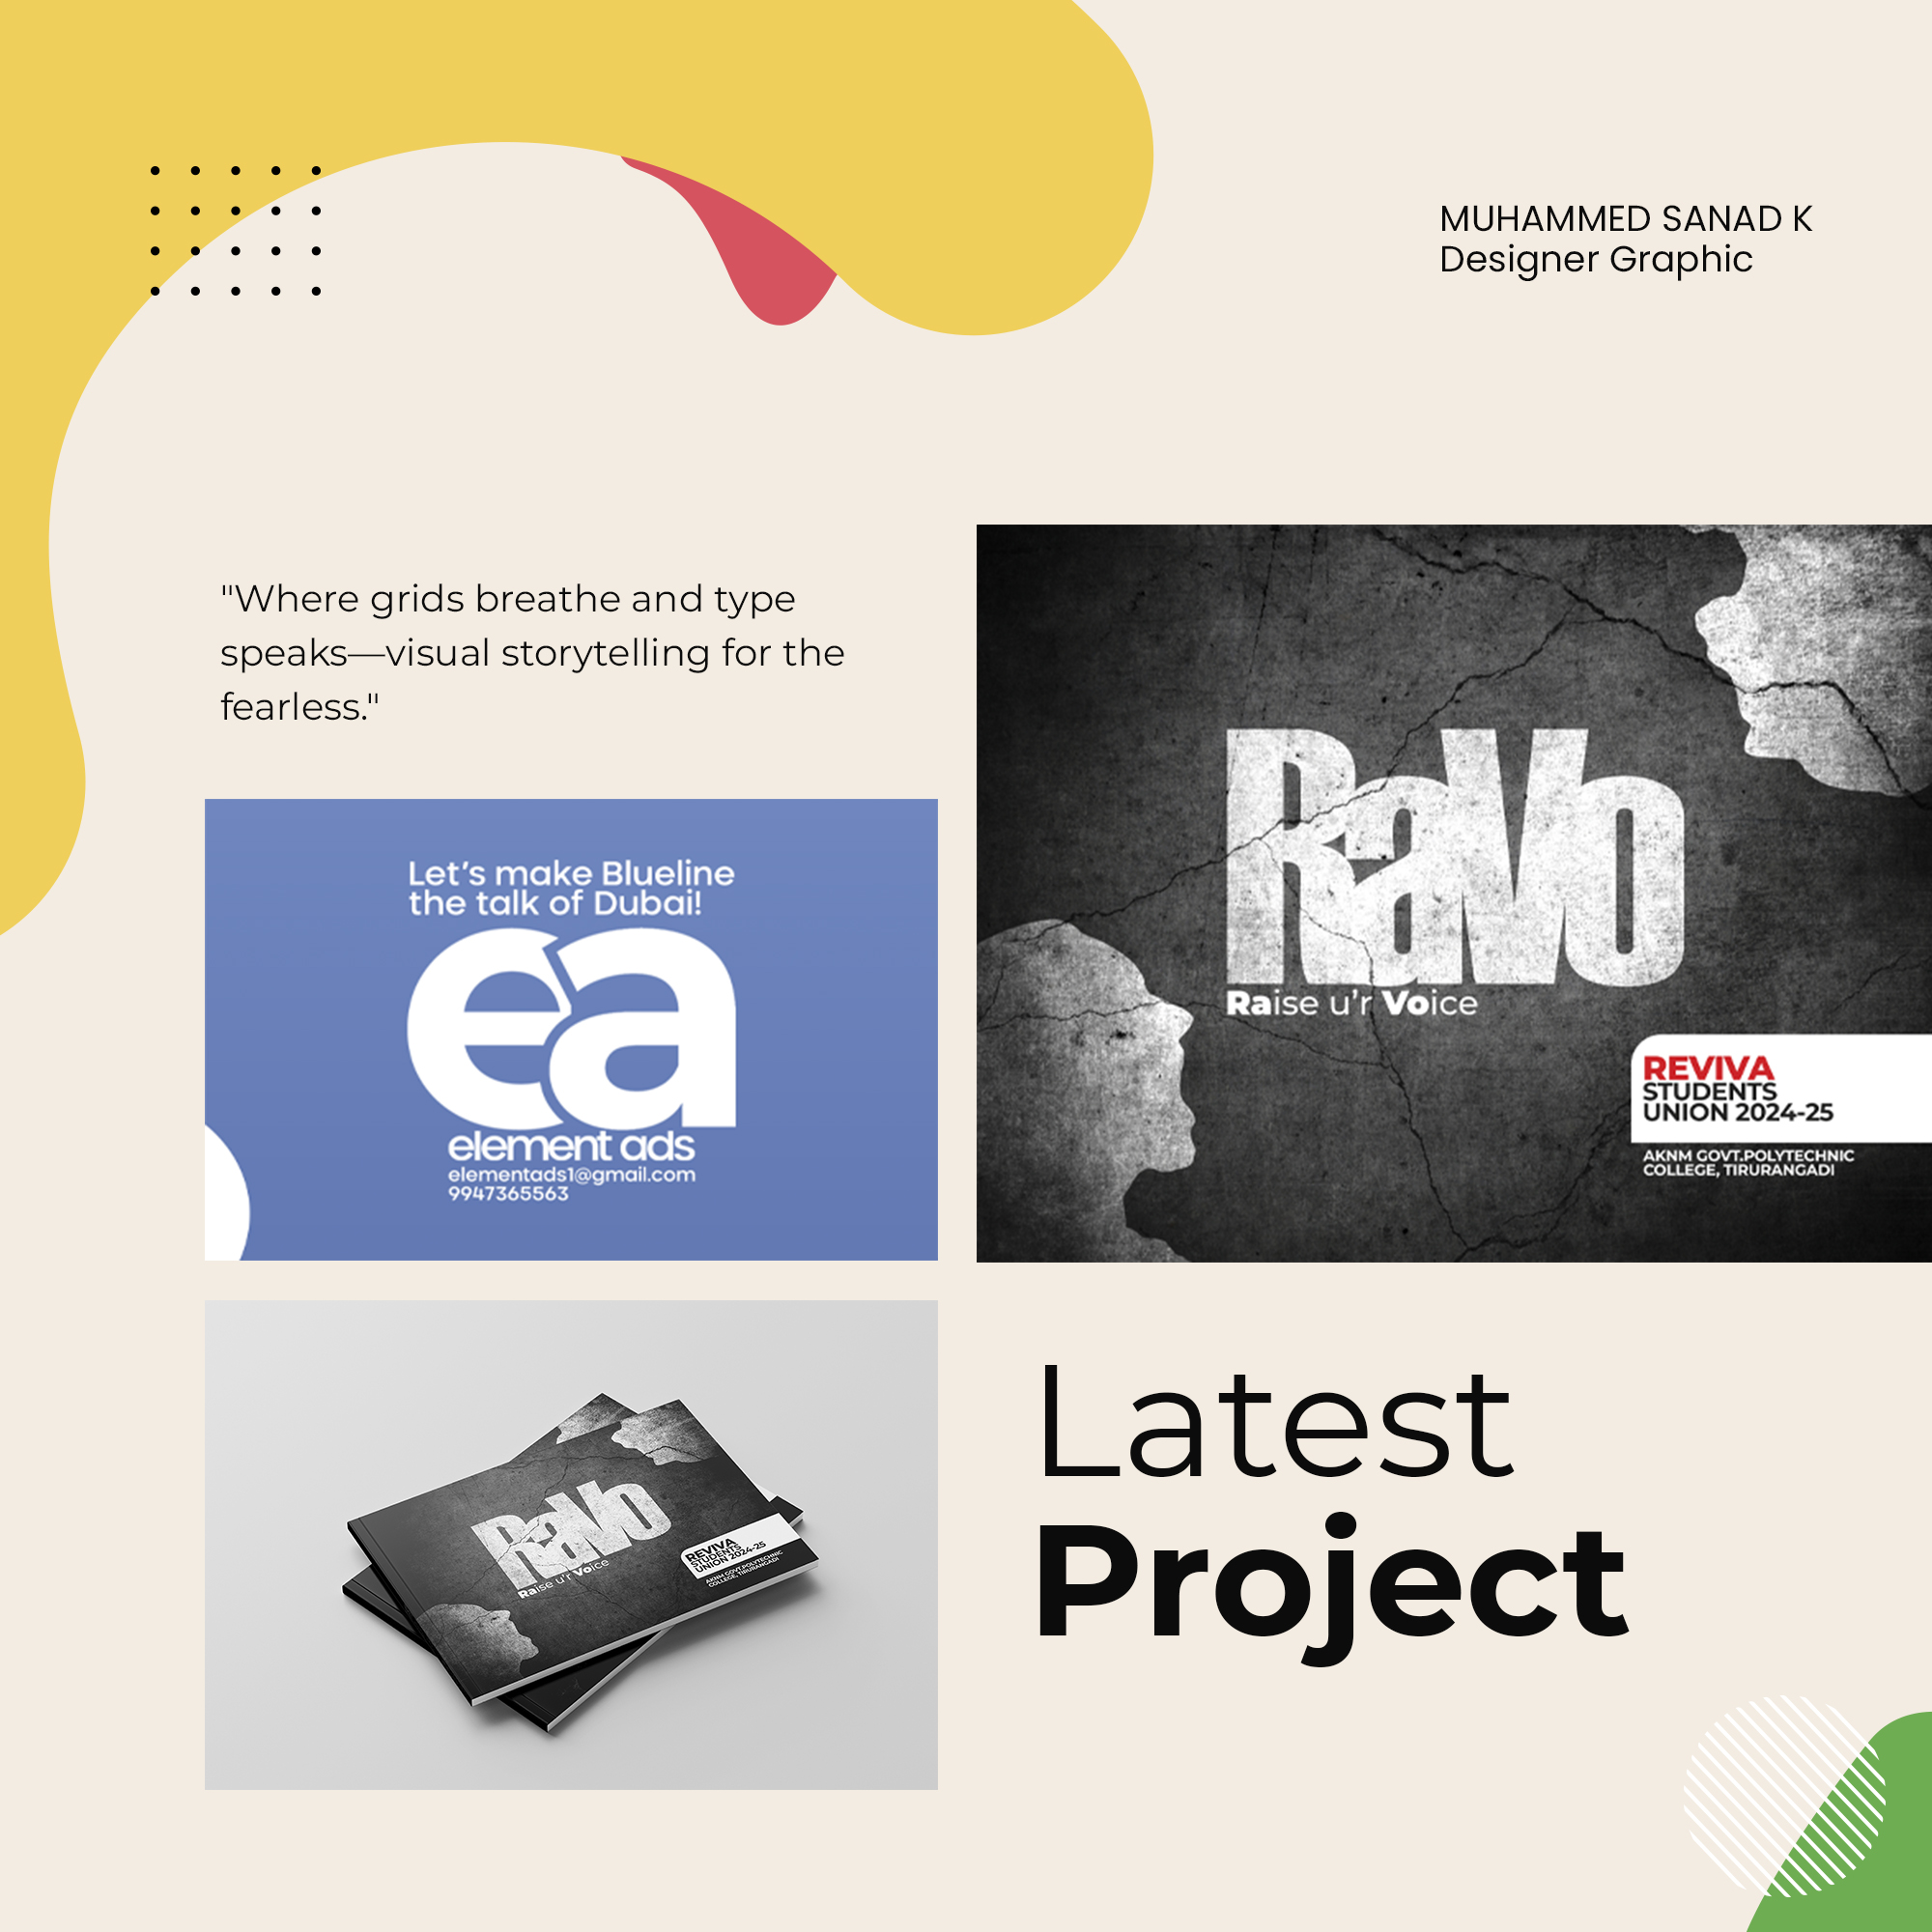 MUHAMMED SANAD K
Designer Graphic
"Where grids breathe and type
speaks—visual storytelling for the
fearless."
Let's make Blueline
the talk of Dubai!
ea
element ads
elementads1@gmail.com
9947365563
RaVo
Raise u'r Voice
REVIVA
STUDENTS
UNION 2024-25
AKNM GOVT.POLYTECHNIC
COLLEGE, TIRURANGADI
RaVo
Raise u'r Voice
REVIVA
STUDENTS
UNION 2024-25
AKNM GOVT.POLYTECHNIC
COLLEGE, TIRURANGADI
Latest
Project